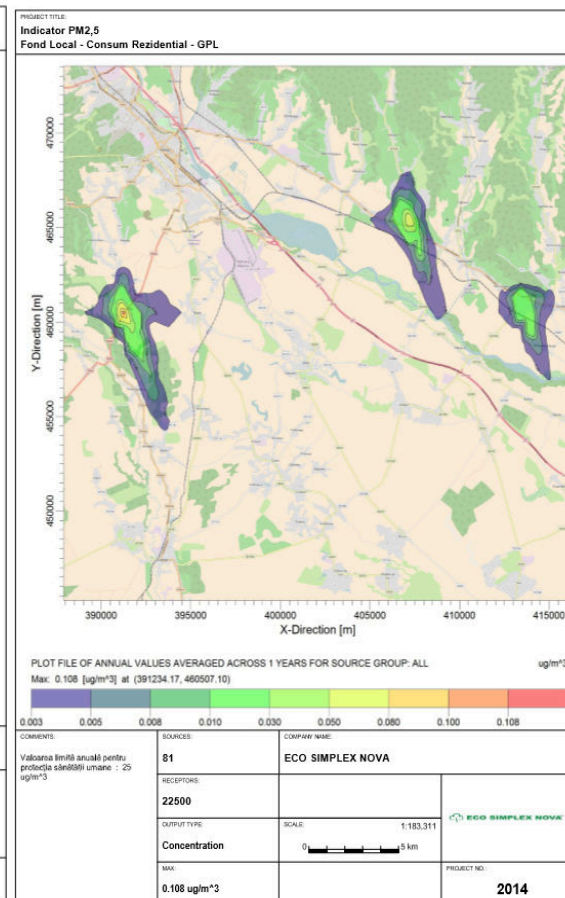 PROJECT TITLE:
Indicator PM2,5
Fond Local - Consum Rezidential - GPL
Y-Direction [m]
470000
465000
460000
455000
450000
390000 395000 400000 405000 410000 415000
X-Direction [m]
PLOT FILE OF ANNUAL VALUES AVERAGED ACROSS 1 YEARS FOR SOURCE GROUP: ALL
ug/m^3
Max: 0.108 [ug/m^3] at (391234.17, 460507.10)
0.003 0.005 0.008 0.010 0.030 0.050 0.080 0.100 0.108
COMMENTS:
Valoarea limită anuală pentru
protecția sănătății umane : 25
ug/m^3
SOURCES:
81
COMPANY NAME:
ECO SIMPLEX NOVA
RECEPTORS:
22500
OUTPUT TYPE:
Concentration
SCALE:
1:183,311
0 5 km
ECO SIMPLEX NOVA
MAX:
0.108 ug/m^3
PROJECT NO.:
2014